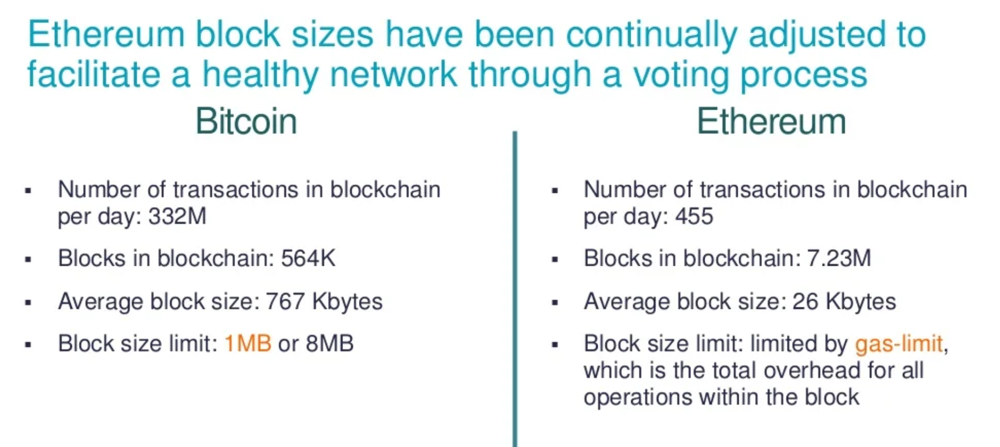 Ethereum block sizes have been continually adjusted to
facilitate a healthy network through a voting process
Bitcoin
▪ Number of transactions in blockchain
per day: 332M
▪ Blocks in blockchain: 564K
▪ Average block size: 767 Kbytes
▪ Block size limit: 1MB or 8MB
Ethereum
▪ Number of transactions in blockchain
per day: 455
▪ Blocks in blockchain: 7.23M
▪ Average block size: 26 Kbytes
▪ Block size limit: limited by gas-limit,
which is the total overhead for all
operations within the block